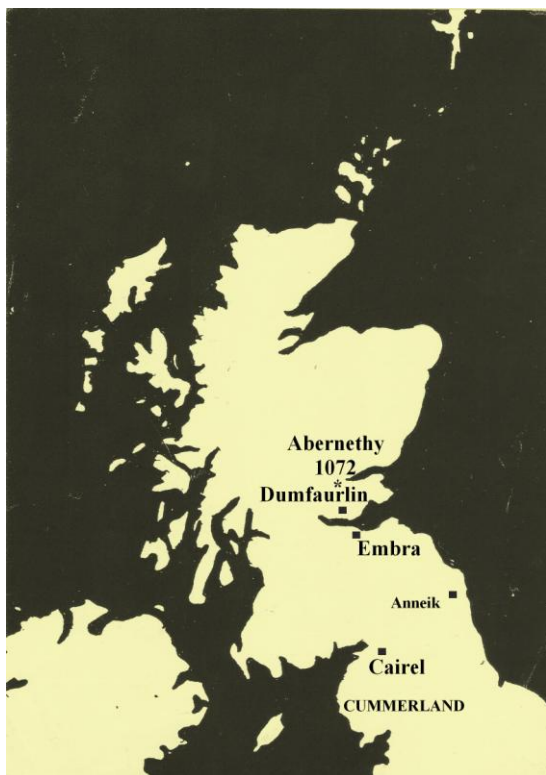 Abernethy
1072
*
Dumfaurlin
Embra
Anneik
Cairel
CUMMERLAND